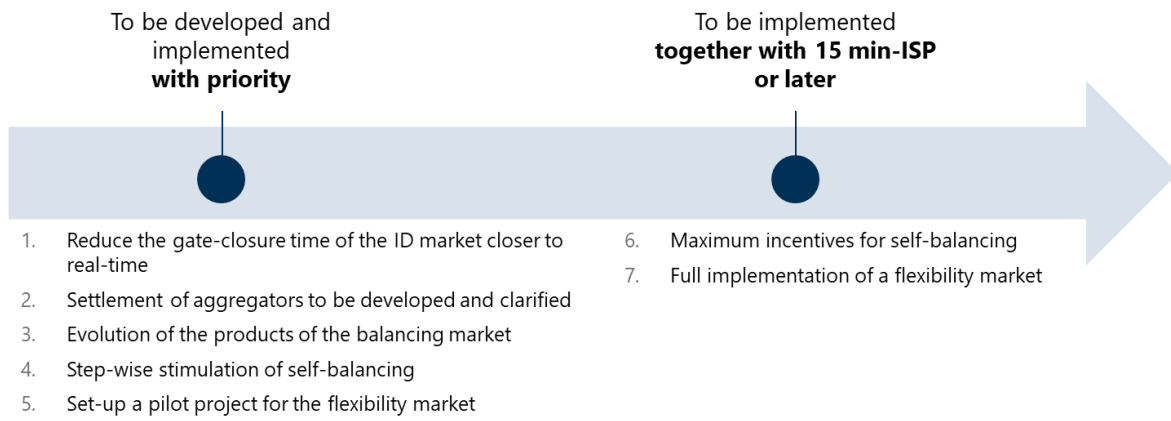 To be developed and
implemented
with priority
To be implemented
together with 15 min-ISP
or later
1. Reduce the gate-closure time of the ID market closer to
real-time
2. Settlement of aggregators to be developed and clarified
3. Evolution of the products of the balancing market
4. Step-wise stimulation of self-balancing
5. Set-up a pilot project for the flexibility market
6. Maximum incentives for self-balancing
7. Full implementation of a flexibility market